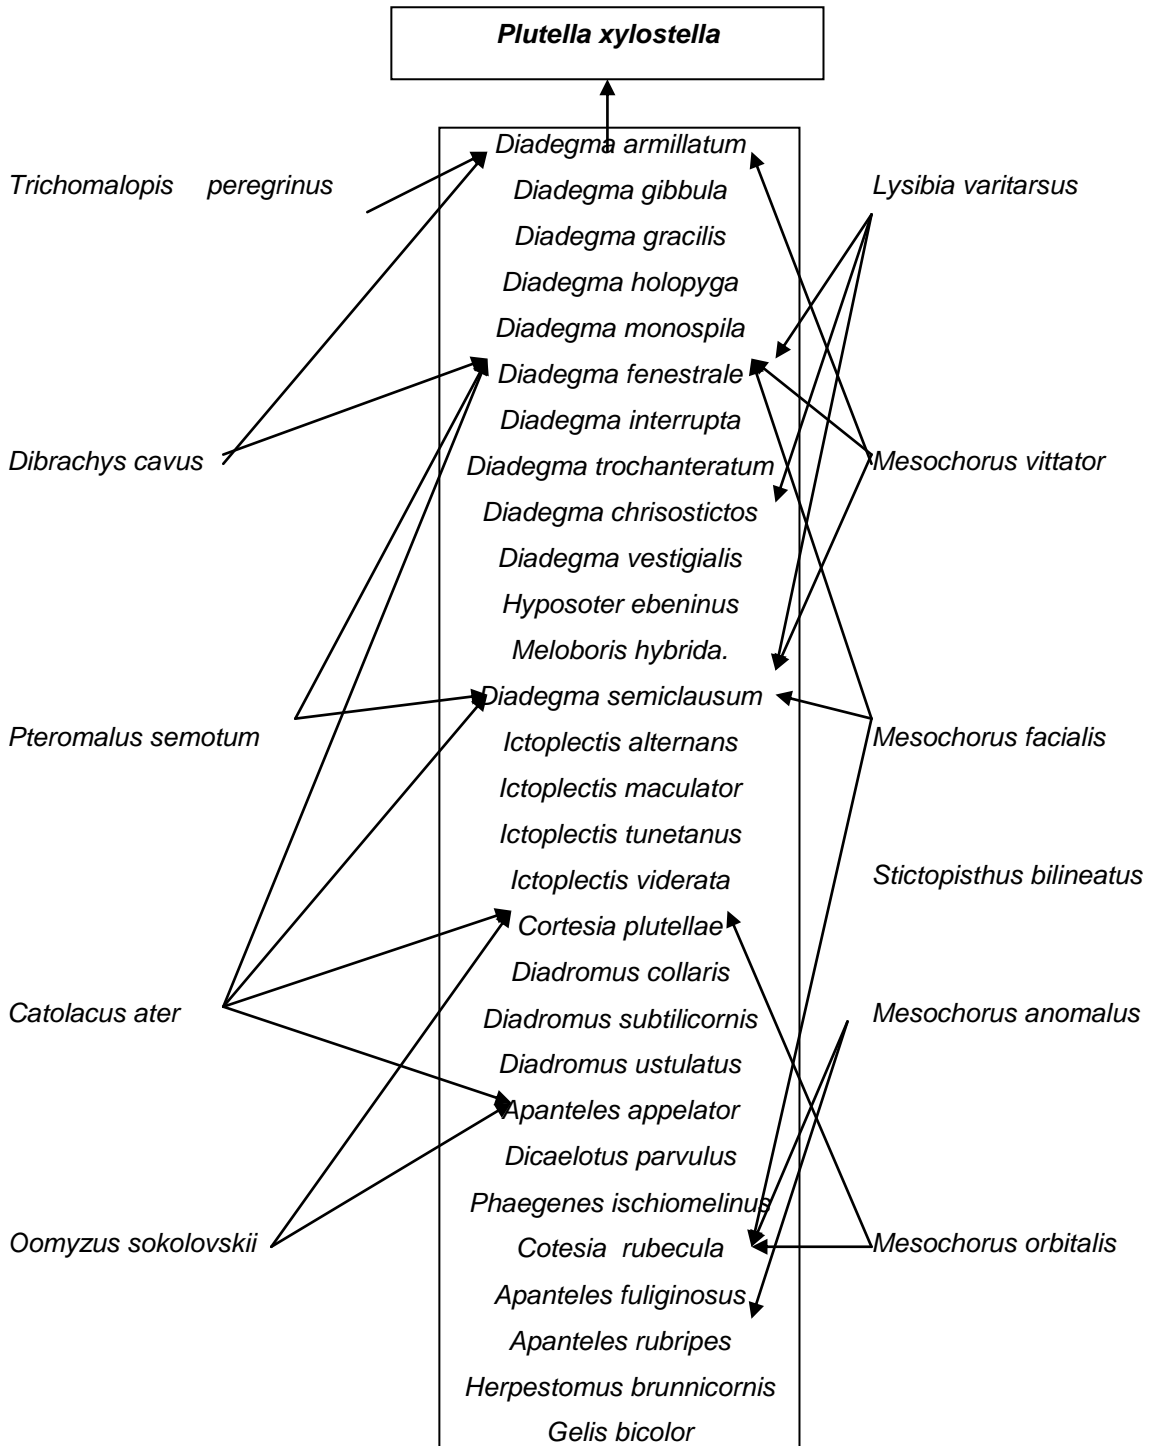 Plutella xylostella
Diadegma armillatum
Trichomalopis peregrinus
Lysibia varitarsus
Diadegma gibbula
Diadegma gracilis
Diadegma holopyga
Diadegma monospila
Diadegma fenestrale
Diadegma interrupta
Dibrachys cavus
Diadegma trochanteratum
Mesochorus vittator
Diadegma chrisostictos
Diadegma vestigialis
Hyposoter ebeninus
Meloboris hybrida.
Diadegma semiclausum
Pteromalus semotum
Ictoplectis alternans
Mesochorus facialis
Ictoplectis maculator
Ictoplectis tunetanus
Ictoplectis viderata
Stictopisthus bilineatus
Cortesia plutellae
Diadromus collaris
Catolacus ater
Diadromus subtilicornis
Mesochorus anomalus
Diadromus ustulatus
Apanteles appelator
Dicaelotus parvulus
Phaegenes ischiomelinus
Oomyzus sokolovskii
Cotesia rubecula
Mesochorus orbitalis
Apanteles fuliginosus
Apanteles rubripes
Herpestomus brunnicornis
Gelis bicolor